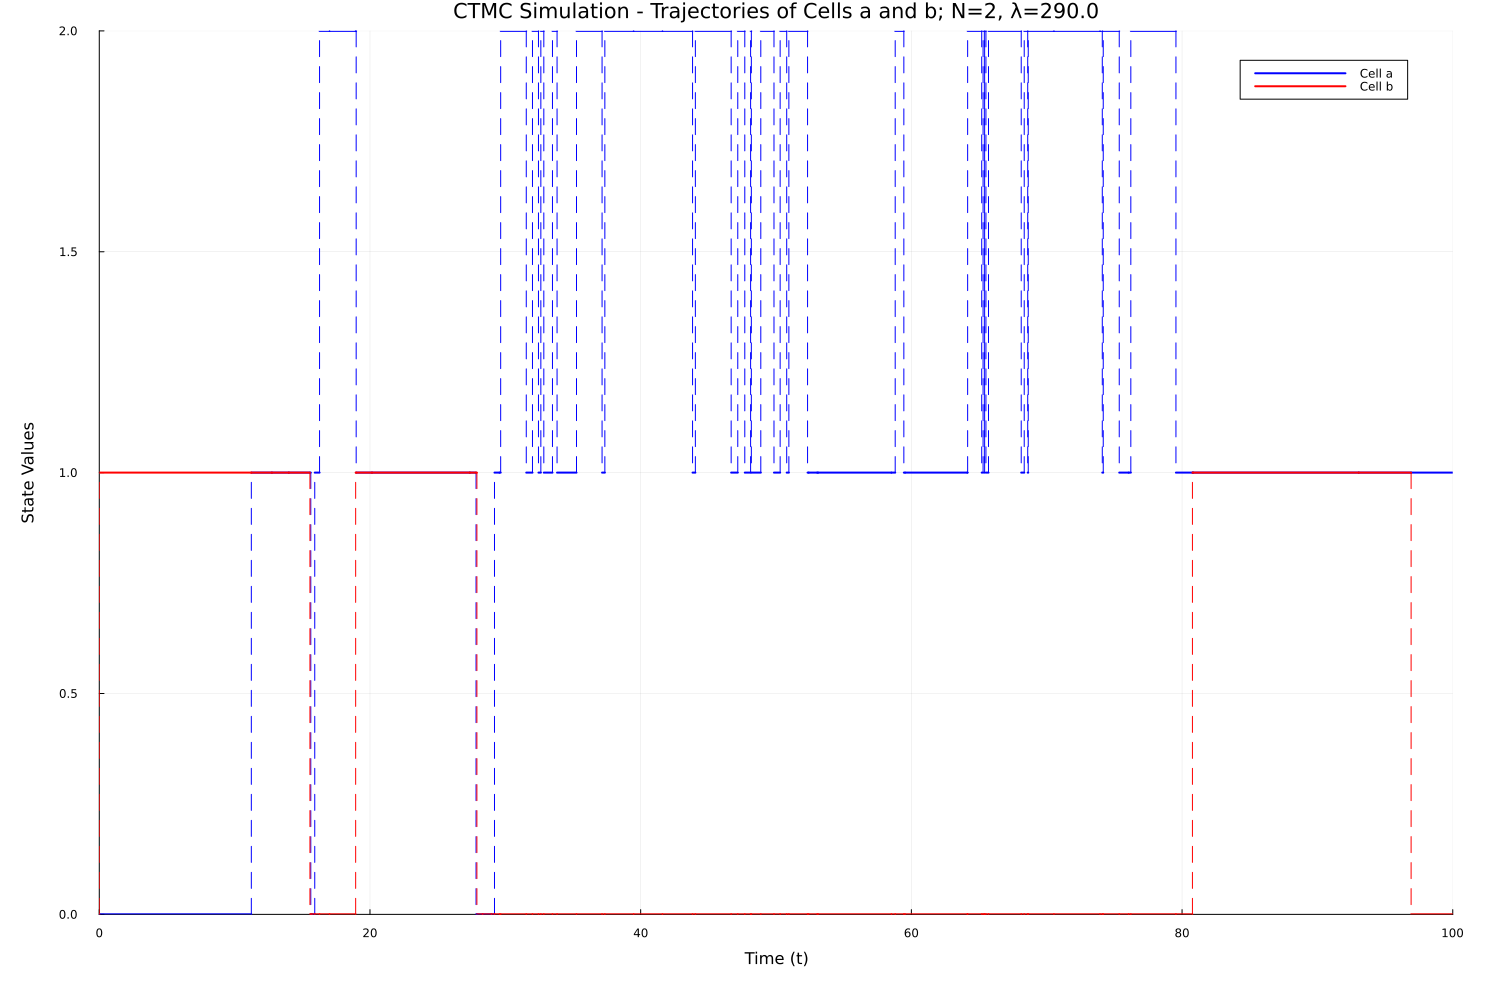 CTMC Simulation - Trajectories of Cells a and b; N=2, λ=290.0
2.0
Cell a
Cell b
1.5
1.0
State Values
0.5
0.0
0 20 40 60 80 100
Time (t)